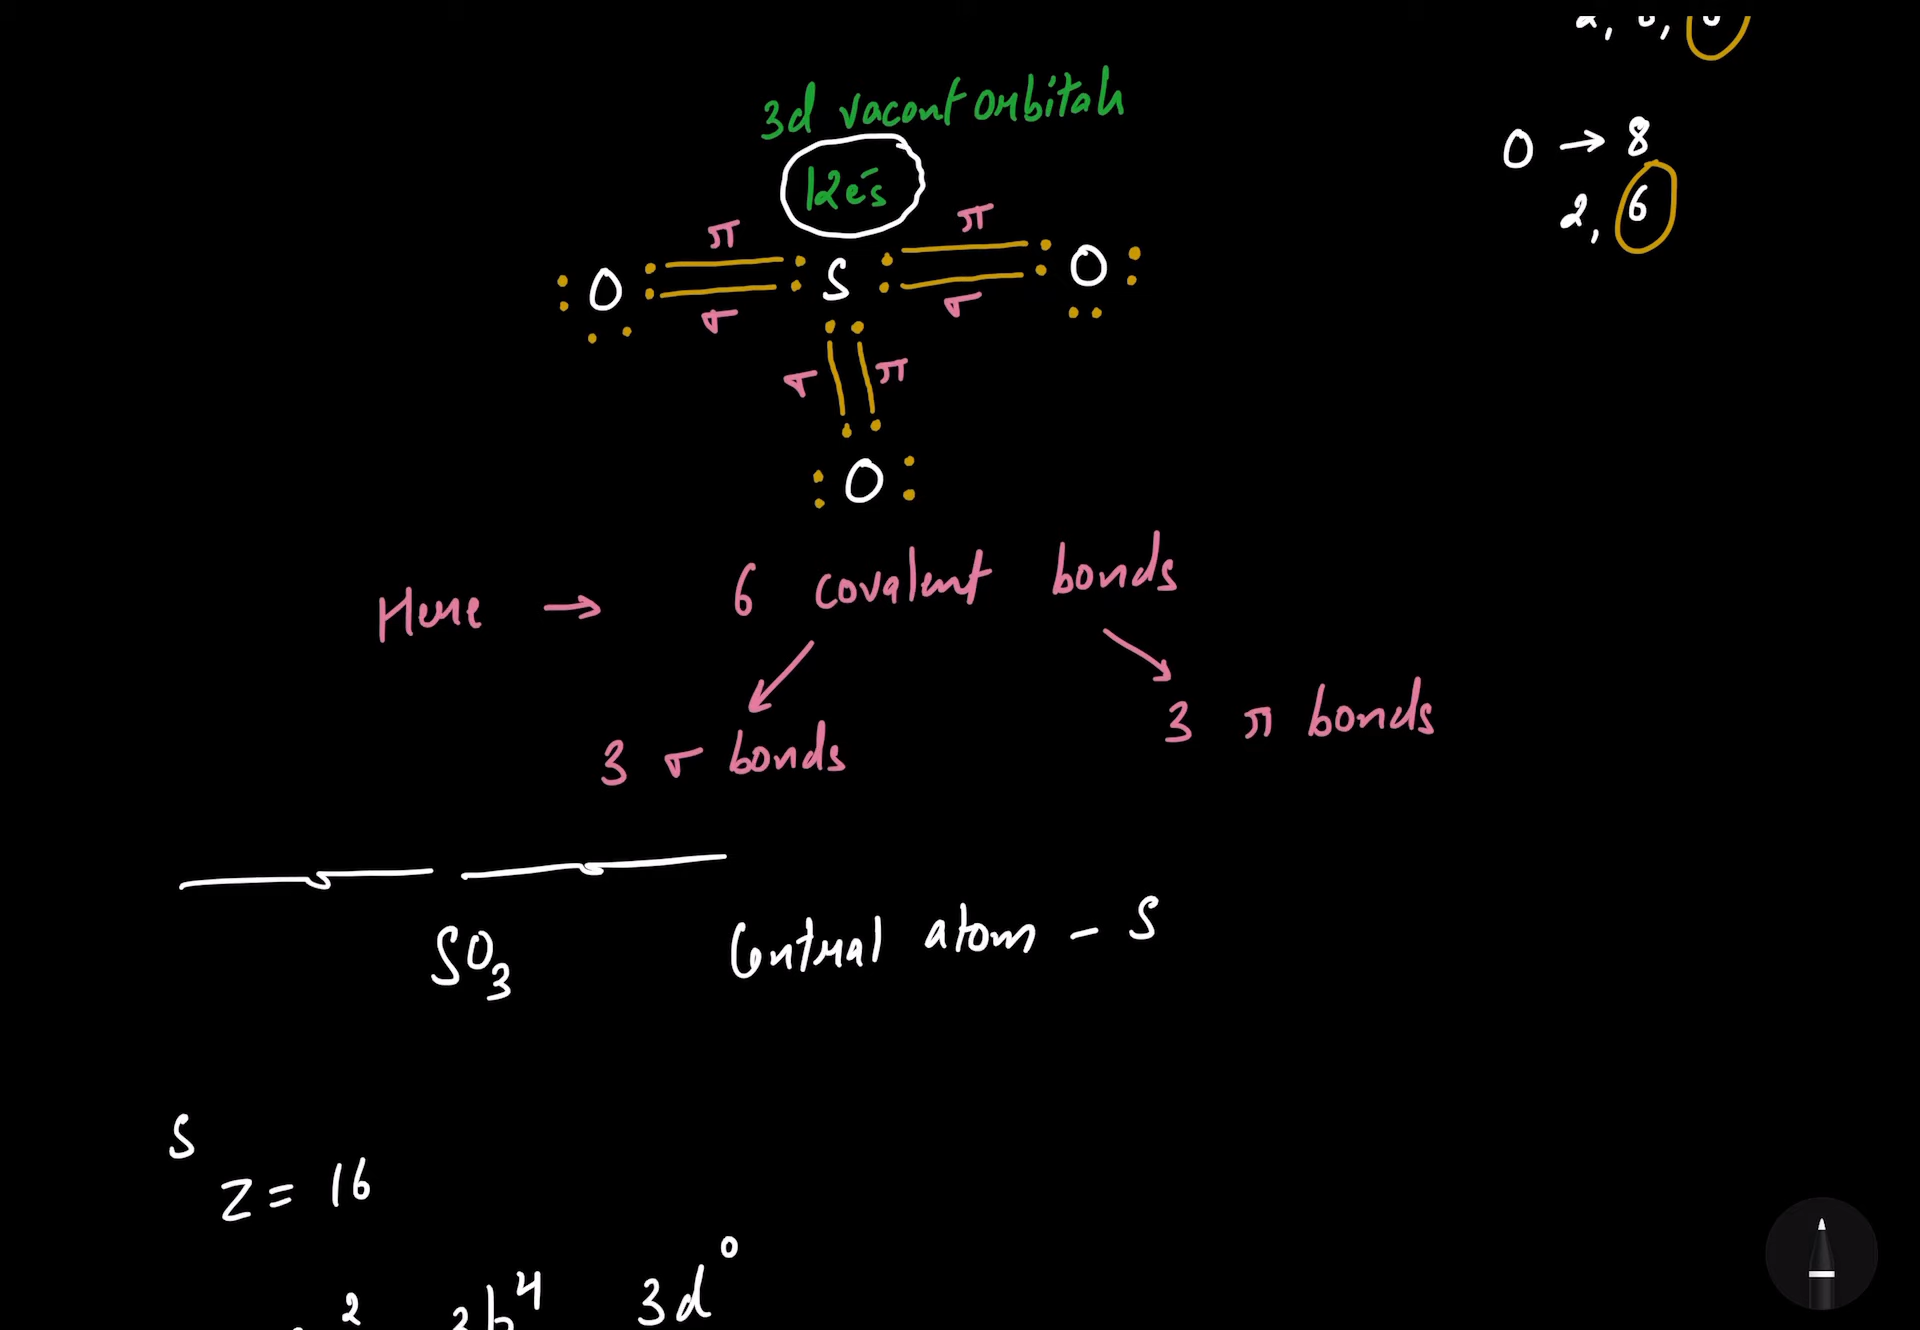 3d vacant orbitals
12e⁻s
O → 8
2, 6
π π
O S O
σ σ
σ π
O
Here → 6 covalent bonds
3 σ bonds 3 π bonds
SO₃ Central atom - S
S
Z = 16
3p⁴ 3d⁰